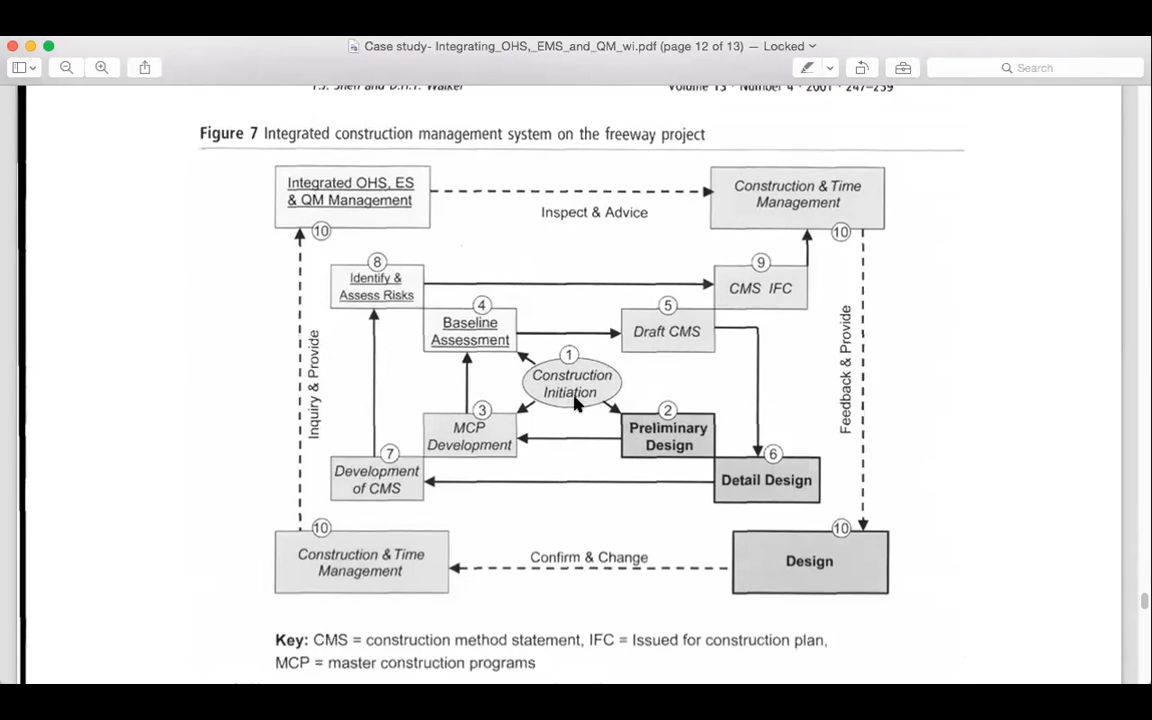 Case study- Integrating_OHS,_EMS_and_QM_wi.pdf (page 12 of 13) — Locked
Search
Volume 13 · Number 4 · 2001 · 247–259
Figure 7 Integrated construction management system on the freeway project
Integrated OHS, ES
& QM Management
10
Inspect & Advice
Construction & Time
Management
10
8
Identify &
Assess Risks
9
CMS IFC
4
Baseline
Assessment
5
Draft CMS
1
Construction
Initiation
Inquiry & Provide
Feedback & Provide
3
MCP
Development
2
Preliminary
Design
7
Development
of CMS
6
Detail Design
10
Construction & Time
Management
Confirm & Change
10
Design
Key: CMS = construction method statement, IFC = Issued for construction plan,
MCP = master construction programs